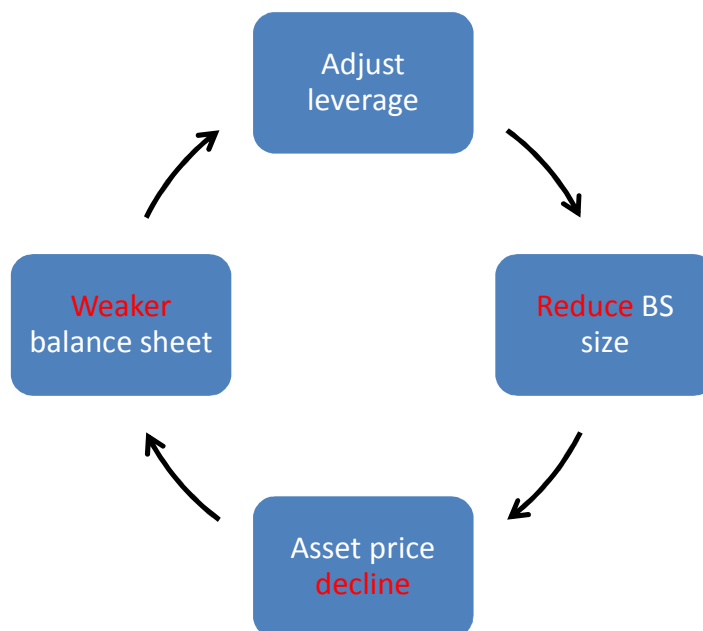 Adjust
leverage
Weaker
balance sheet
Reduce BS
size
Asset price
decline